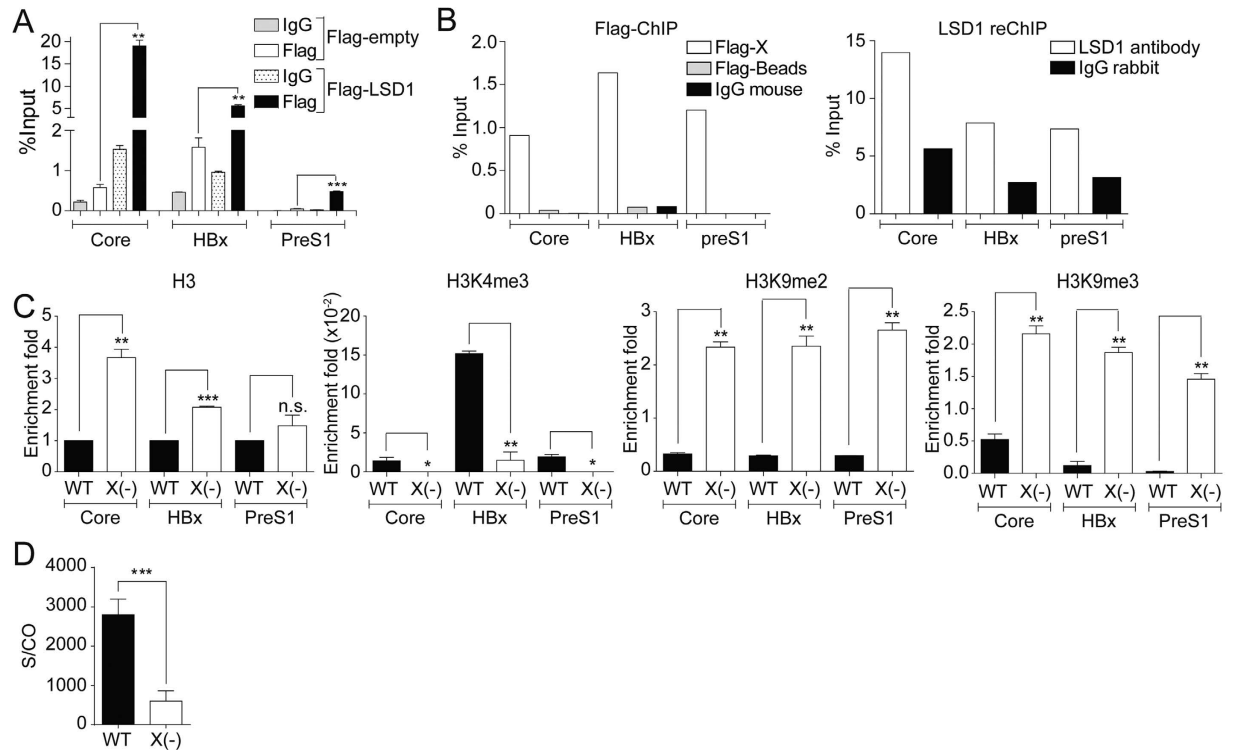 A
IgG
Flag
Flag-empty
IgG
Flag
Flag-LSD1
%Input
20
15
10
5
2
1
0
**
**
***
Core
HBx
PreS1
B
Flag-ChIP
Flag-X
Flag-Beads
IgG mouse
% Input
2.0
1.5
1.0
0.5
0
Core
HBx
preS1
LSD1 reChIP
LSD1 antibody
IgG rabbit
% Input
15
10
5
0
Core
HBx
preS1
C
H3
Enrichment fold
5
4
3
2
1
0
**
***
n.s.
WT X(-) WT X(-) WT X(-)
Core HBx PreS1
H3K4me3
Enrichment fold (x10-2)
20
15
10
5
0
*
**
*
WT X(-) WT X(-) WT X(-)
Core HBx PreS1
H3K9me2
Enrichment fold
3
2
1
0
**
**
**
WT X(-) WT X(-) WT X(-)
Core HBx PreS1
H3K9me3
Enrichment fold
2.5
2.0
1.5
1.0
0.5
0.0
**
**
**
WT X(-) WT X(-) WT X(-)
Core HBx PreS1
D
S/CO
4000
3000
2000
1000
0
***
WT X(-)